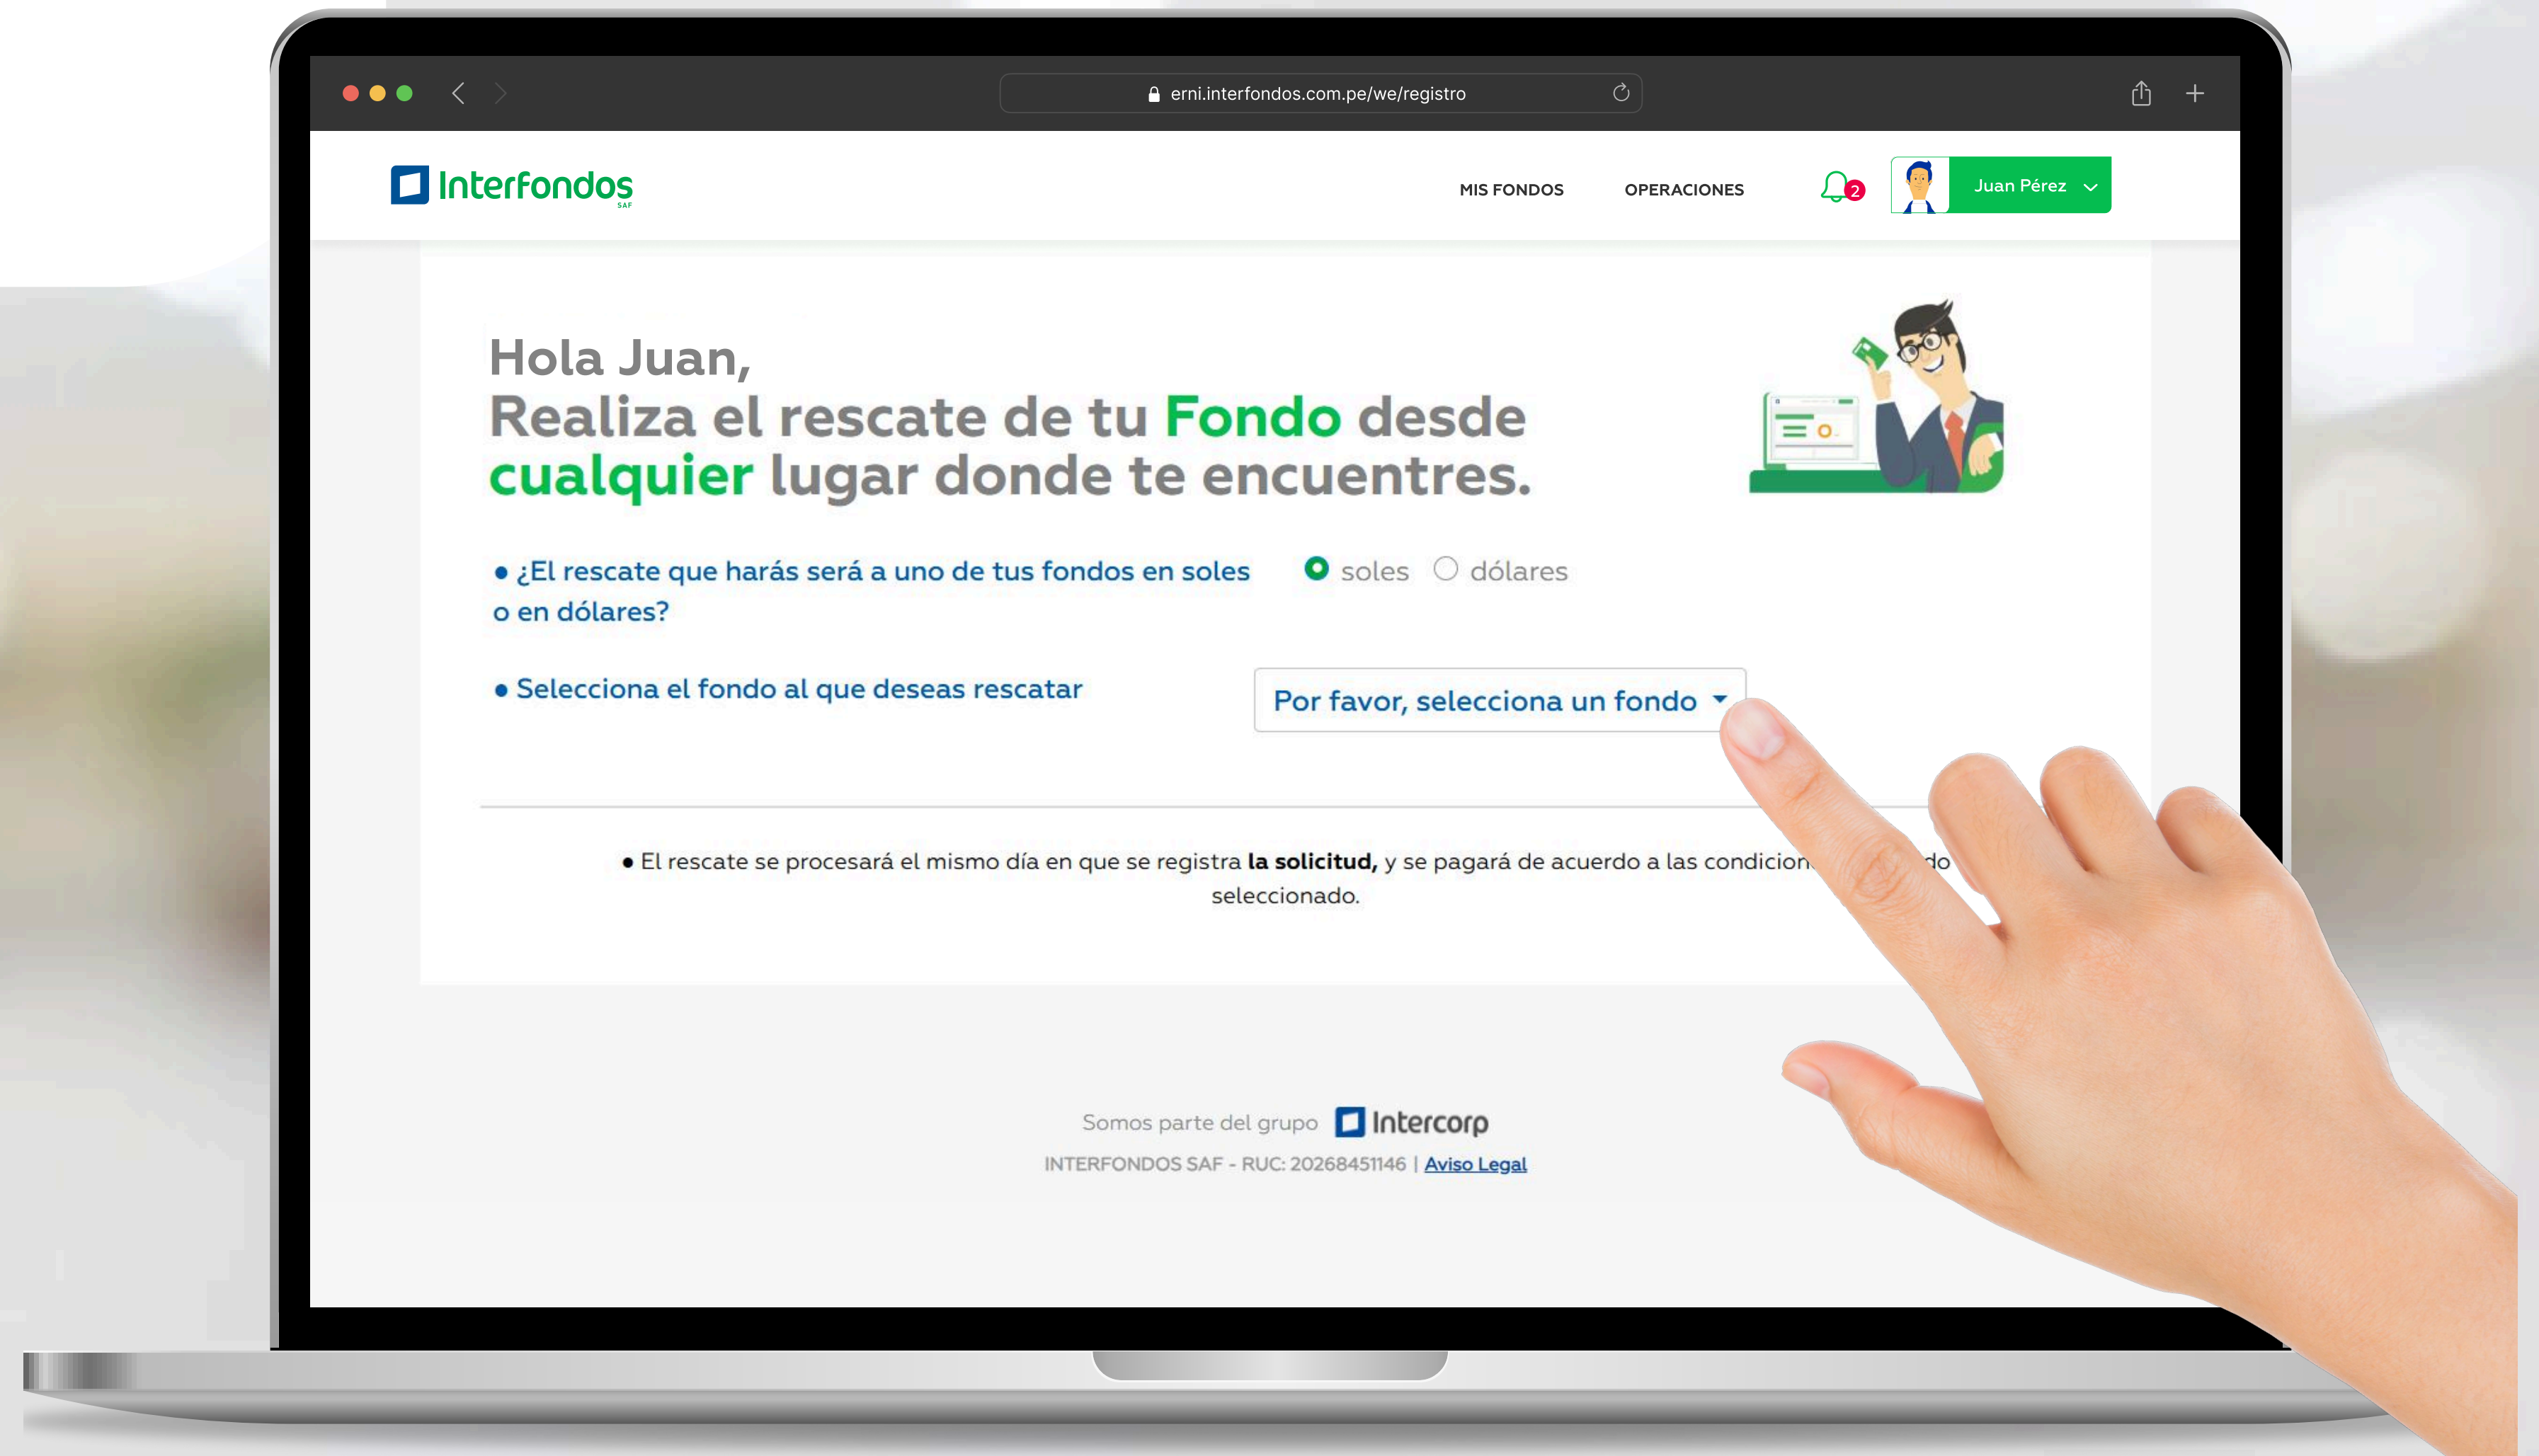 erni.interfondos.com.pe/we/registro
Interfondos
SAF
MIS FONDOS
OPERACIONES
2
Juan Pérez
Hola Juan,
Realiza el rescate de tu Fondo desde
cualquier lugar donde te encuentres.
• ¿El rescate que harás será a uno de tus fondos en soles
o en dólares?
soles
dólares
• Selecciona el fondo al que deseas rescatar
Por favor, selecciona un fondo
• El rescate se procesará el mismo día en que se registra la solicitud, y se pagará de acuerdo a las
seleccionado.
Somos parte del grupo Intercorp
INTERFONDOS SAF - RUC: 20268451146 | Aviso Legal